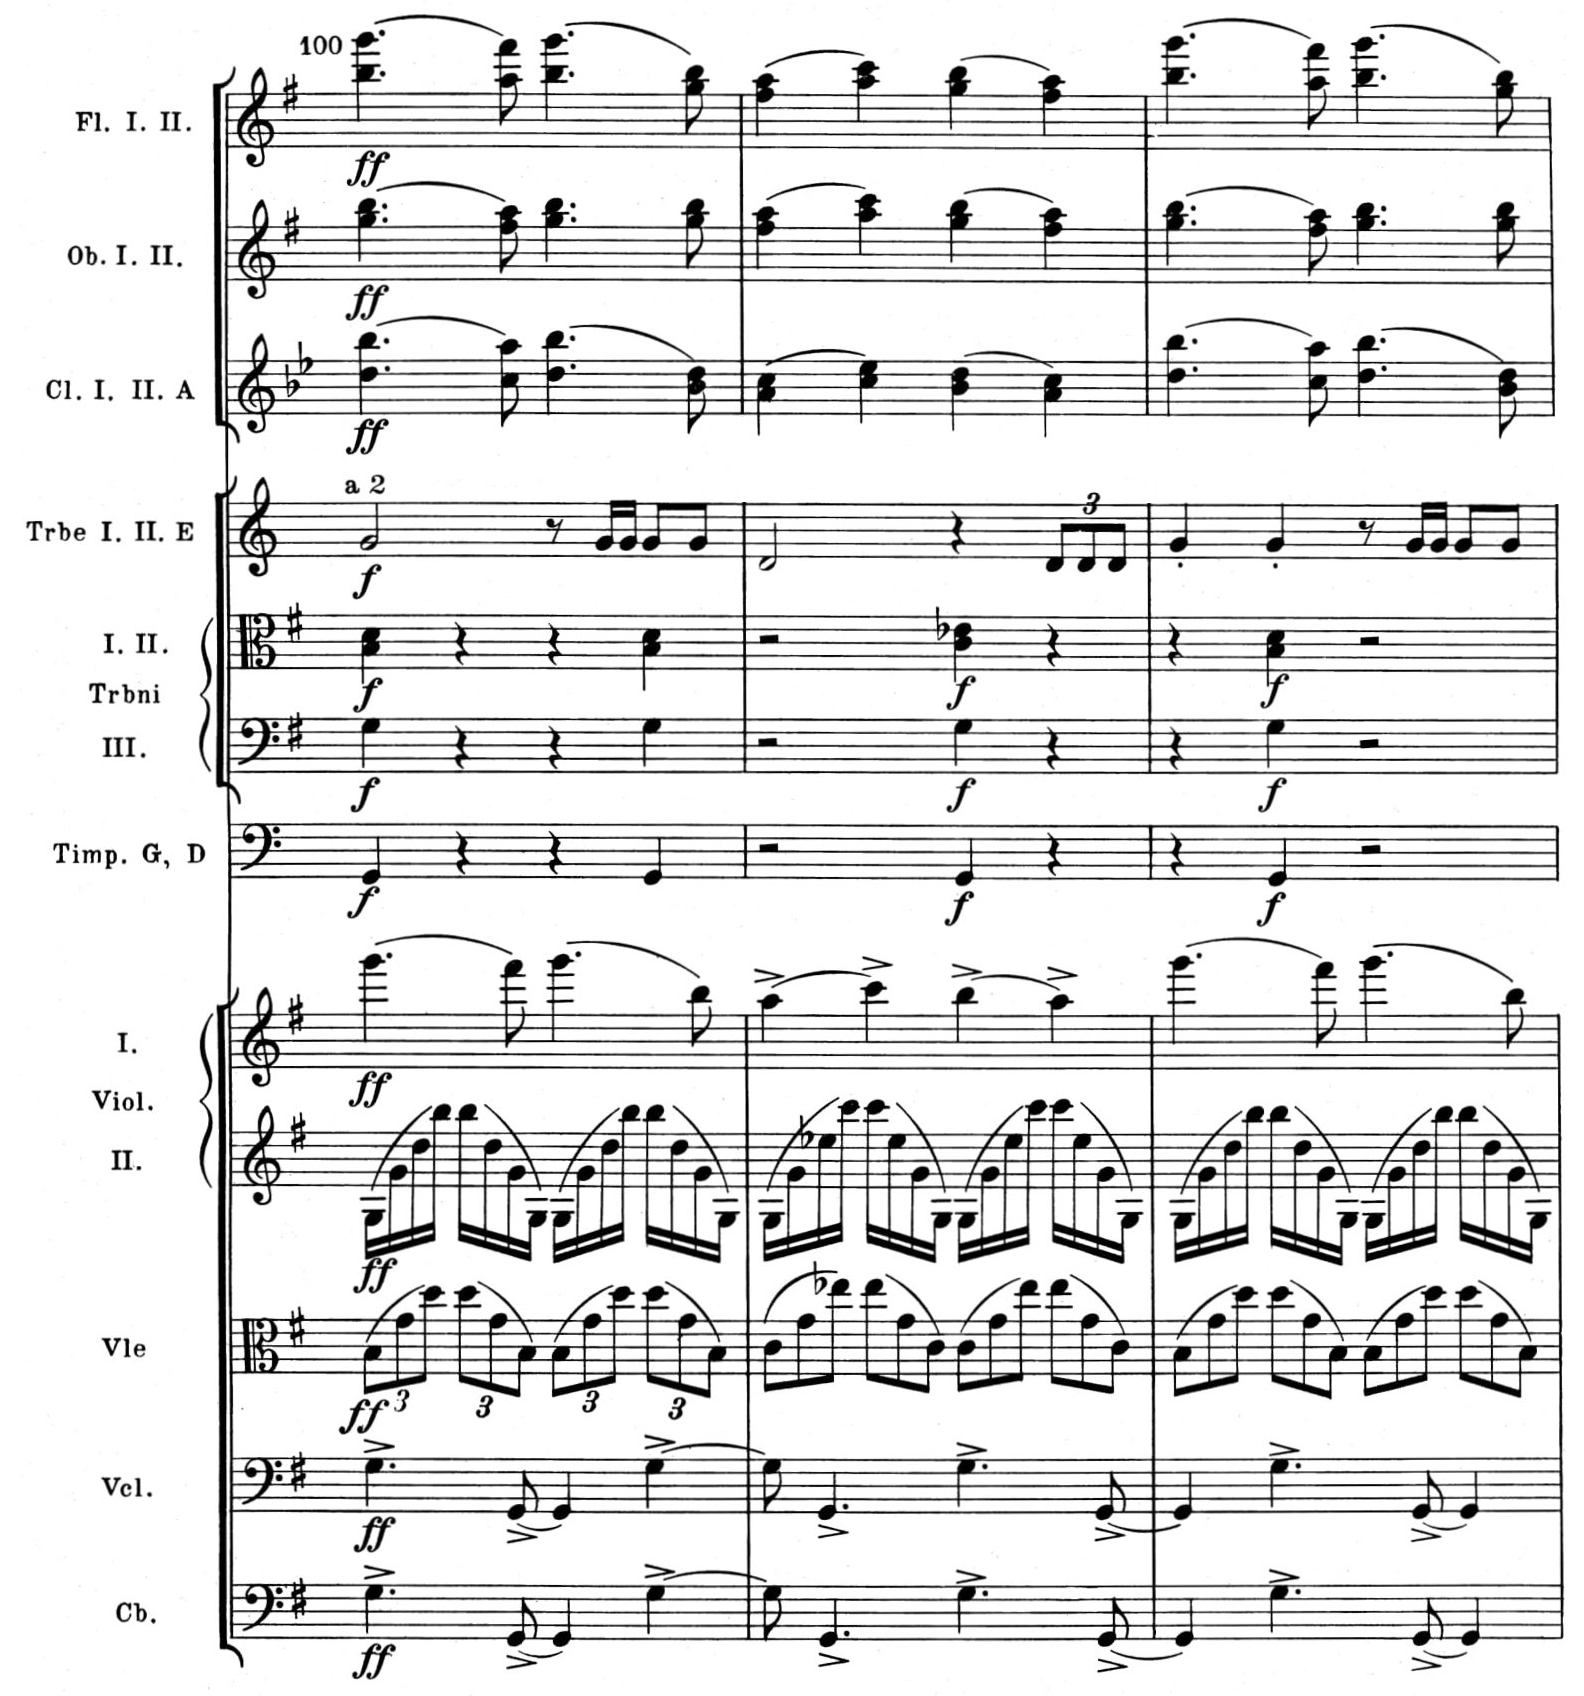 100
Fl. I. II.
ff
Ob. I. II.
ff
Cl. I. II. A
ff
a 2
Trbe I. II. E
3
f
I. II.
f f f
Trbni
III.
f f f
Timp. G, D
f f f
I.
ff
Viol.
II.
ff
Vle
ff 3 3 3 3
Vcl.
ff
Cb.
ff